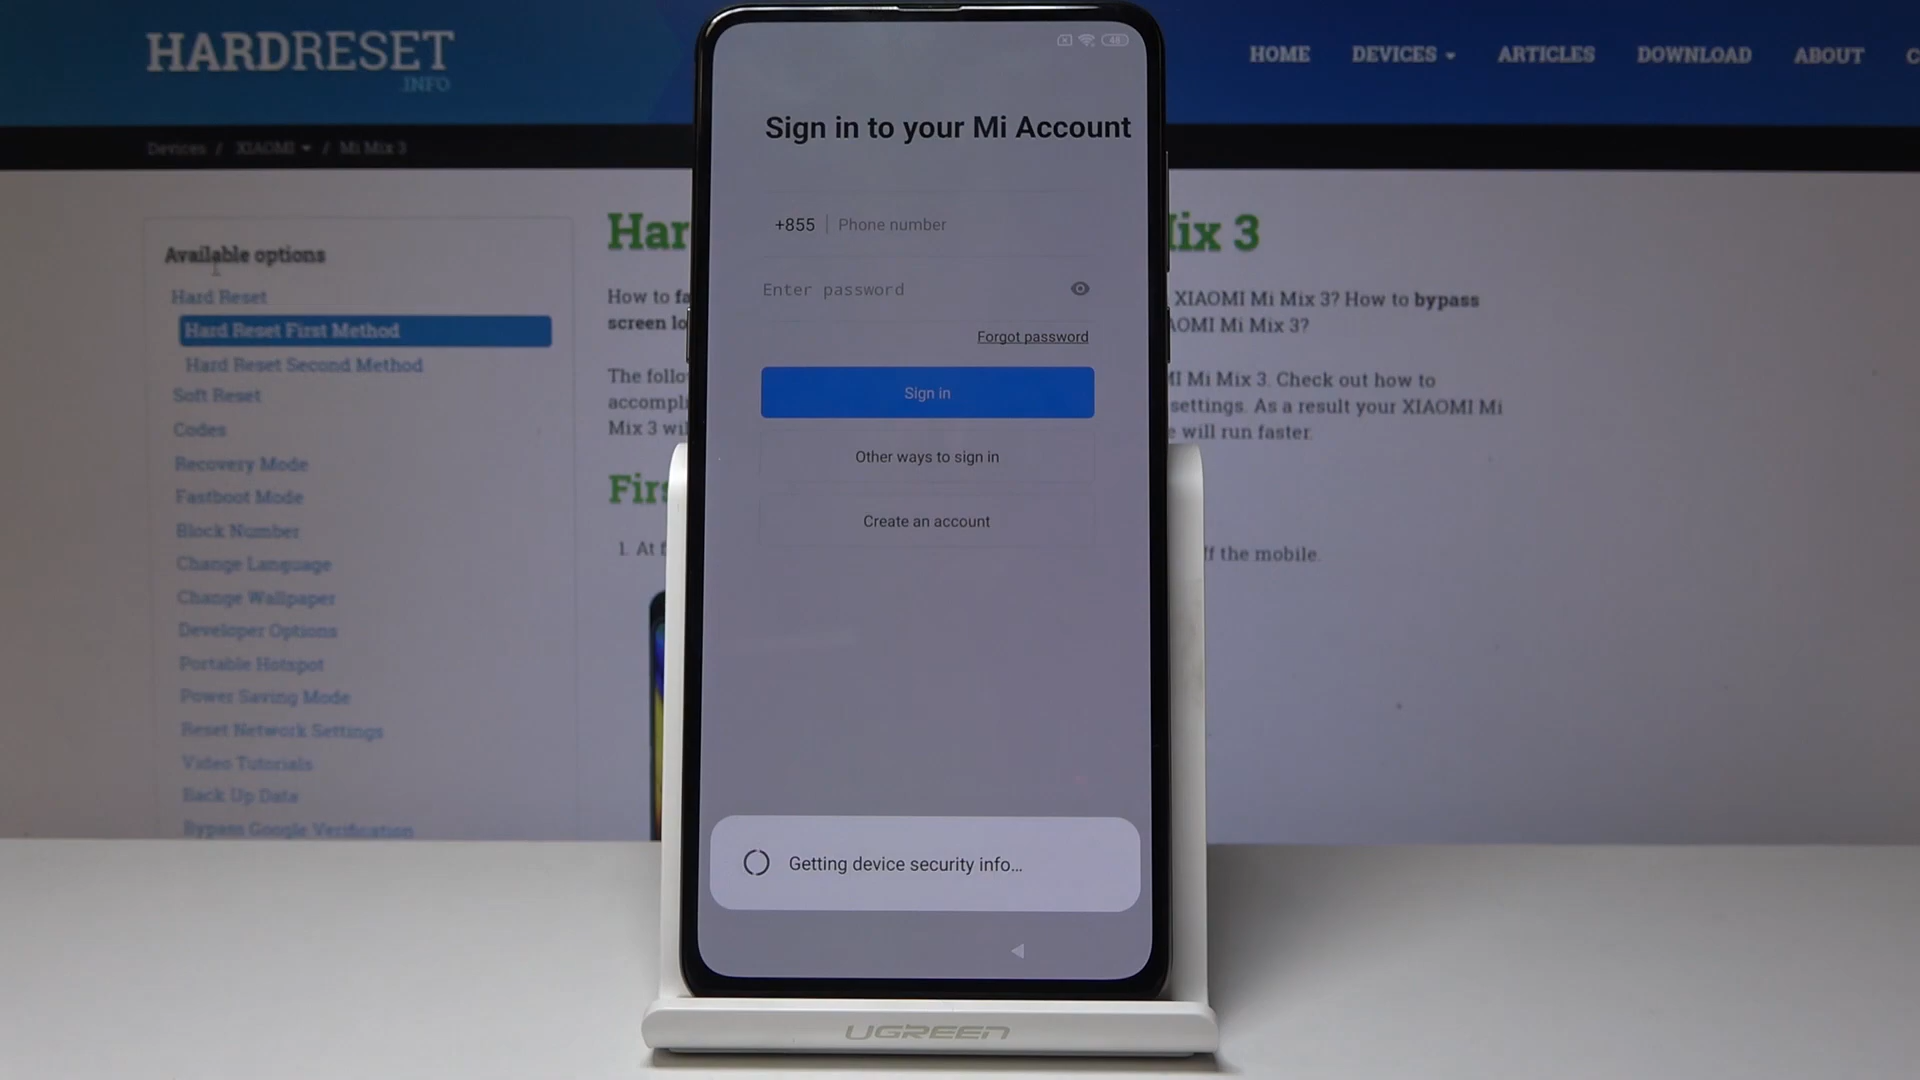 HARDRESET
.INFO
HOME DEVICES ARTICLES DOWNLOAD ABOUT C
Devices / XIAOMI / Mi Mix 3
Available options
Hard Reset
Hard Reset First Method
Hard Reset Second Method
Soft Reset
Codes
Recovery Mode
Fastboot Mode
Block Number
Change Language
Change Wallpaper
Developer Options
Portable Hotspot
Power Saving Mode
Reset Network Settings
Video Tutorials
Back Up Data
Bypass Google Verification
Har
ix 3
How to fa
XIAOMI Mi Mix 3? How to bypass
screen lo
OMI Mi Mix 3?
The follo
I Mi Mix 3. Check out how to
accompl
settings. As a result your XIAOMI Mi
Mix 3 wil
e will run faster.
Firs
1. At f
ff the mobile.
48
Sign in to your Mi Account
+855 Phone number
Enter password
Forgot password
Sign in
Other ways to sign in
Create an account
Getting device security info...
UGREEN